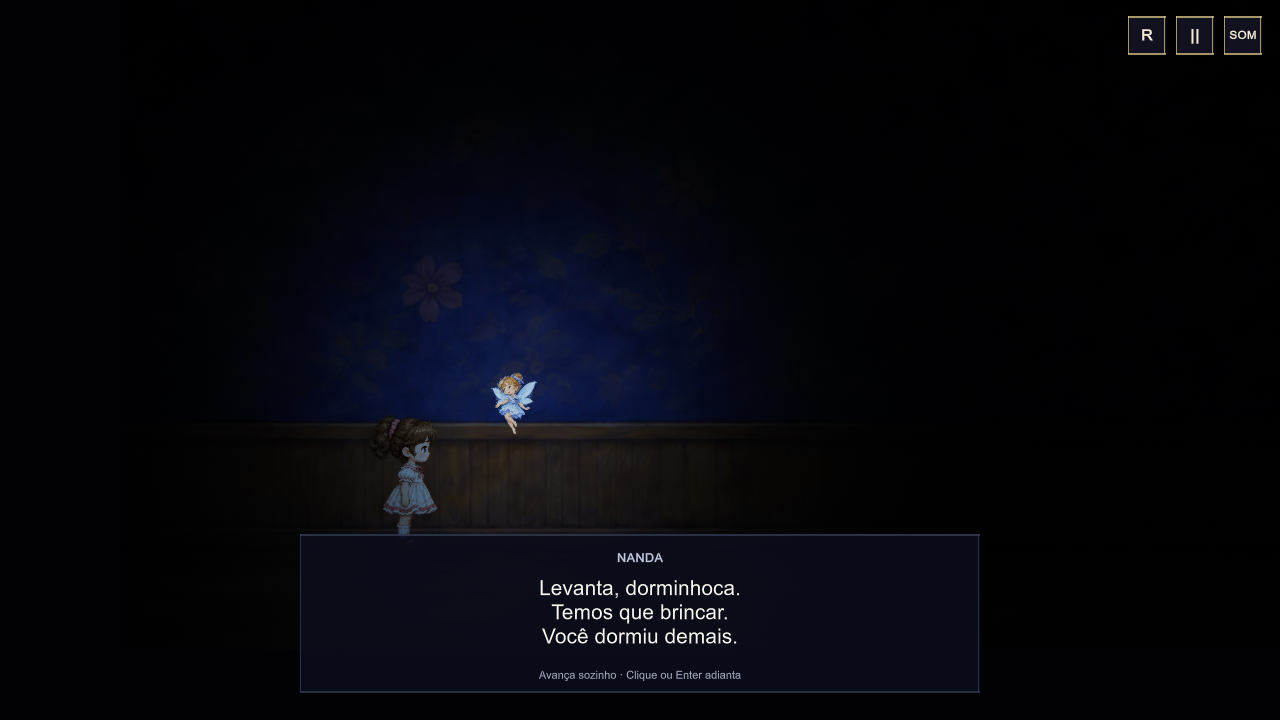 R
||
SOM
NANDA
Levanta, dorminhoca.
Temos que brincar.
Você dormiu demais.
Avança sozinho · Clique ou Enter adianta